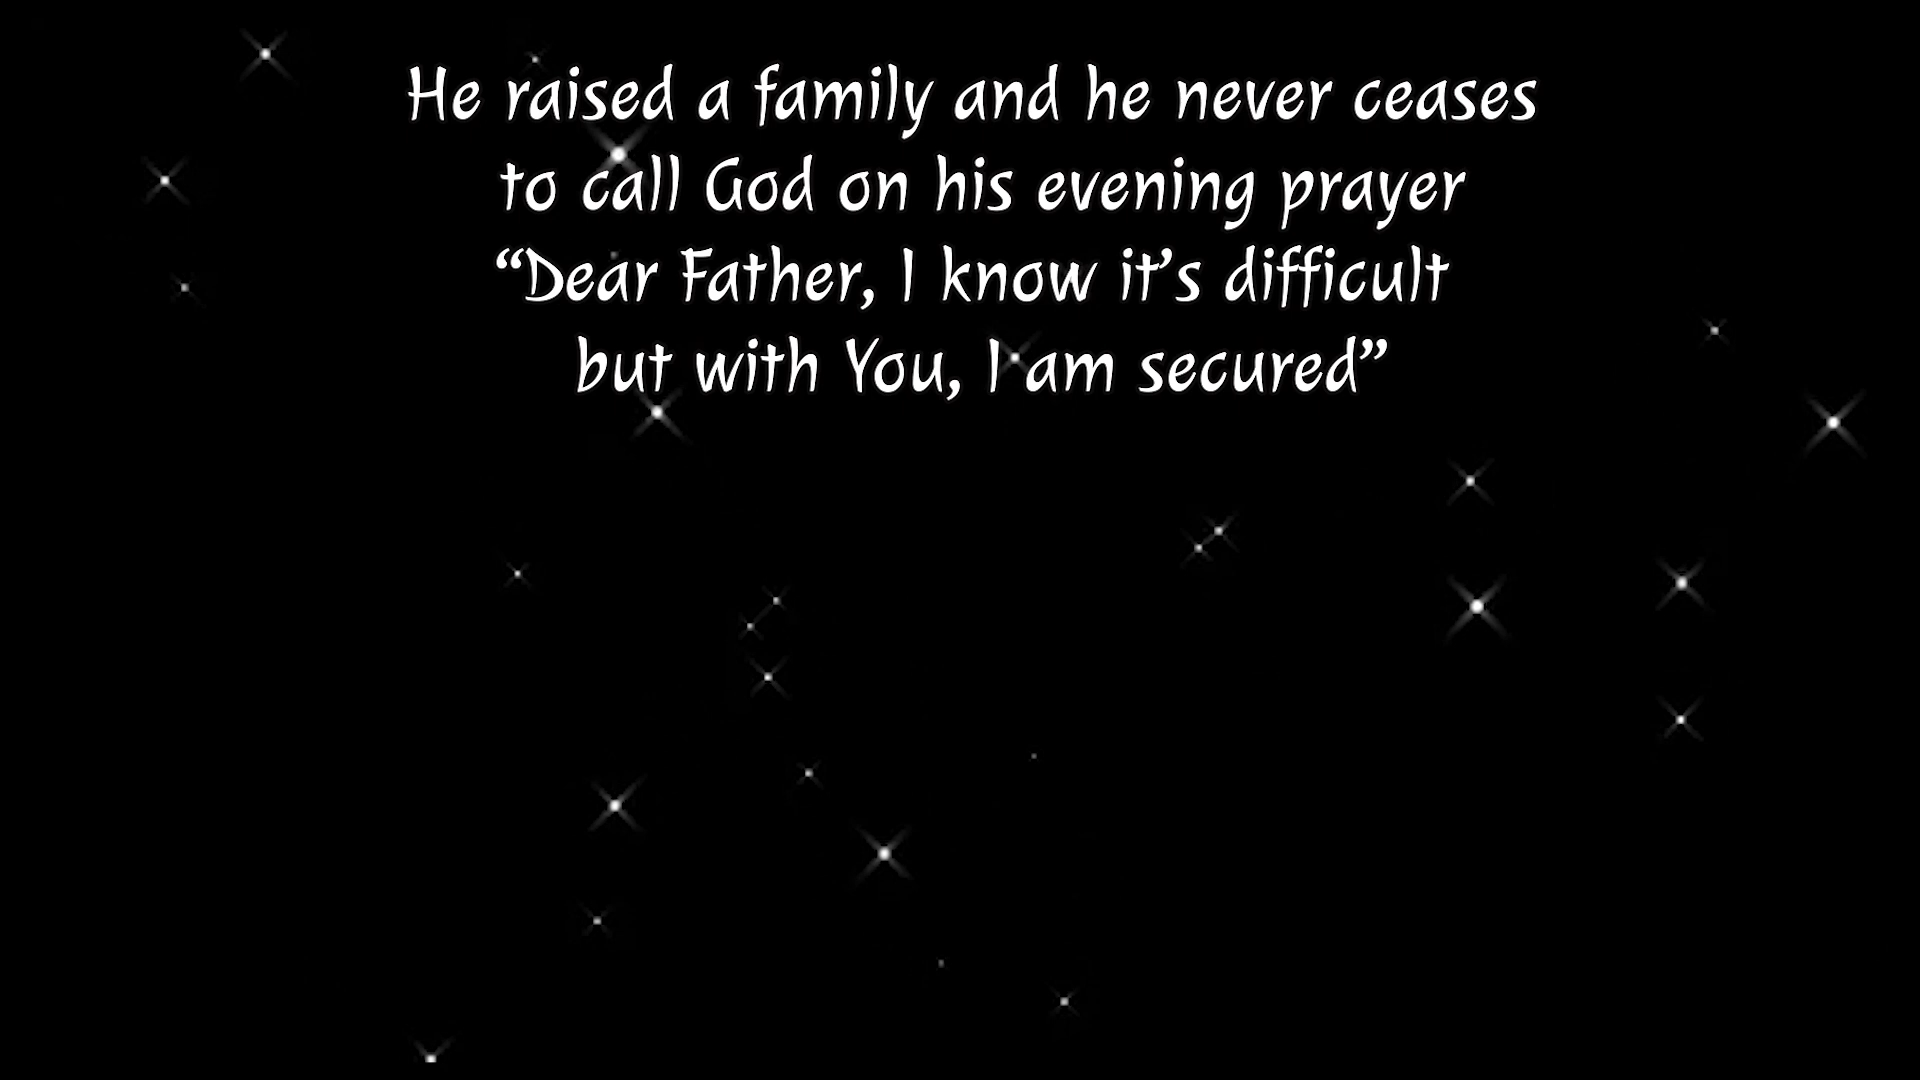 He raised a family and he never ceases
to call God on his evening prayer
“Dear Father, I know it’s difficult
but with You, I am secured”